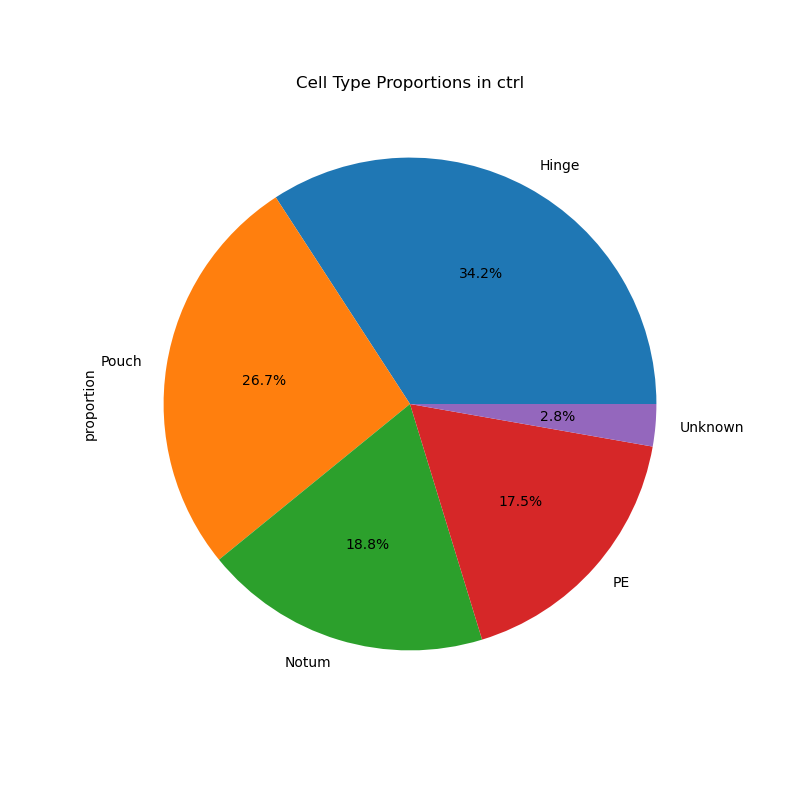 Cell Type Proportions in ctrl
Hinge
34.2%
Pouch
26.7%
proportion
2.8%
Unknown
17.5%
18.8%
PE
Notum